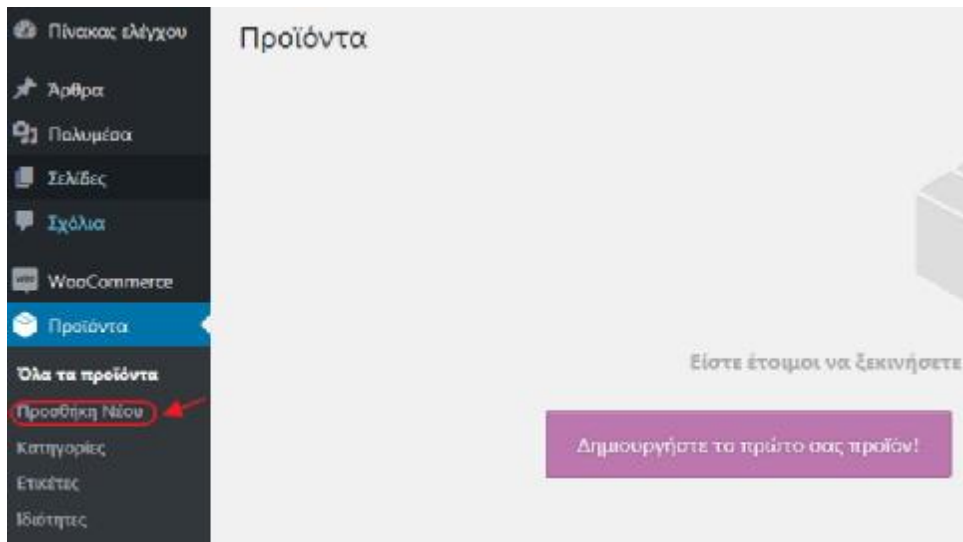 Πίνακας ελέγχου
Άρθρα
Πολυμέσα
Σελίδες
Σχόλια
WooCommerce
Προϊόντα
Όλα τα προϊόντα
Προσθήκη Νέου
Κατηγορίες
Ετικέτες
Ιδιότητες
Προϊόντα
Είστε έτοιμοι να ξεκινήσετε
Δημιουργήστε το πρώτο σας προϊόν!